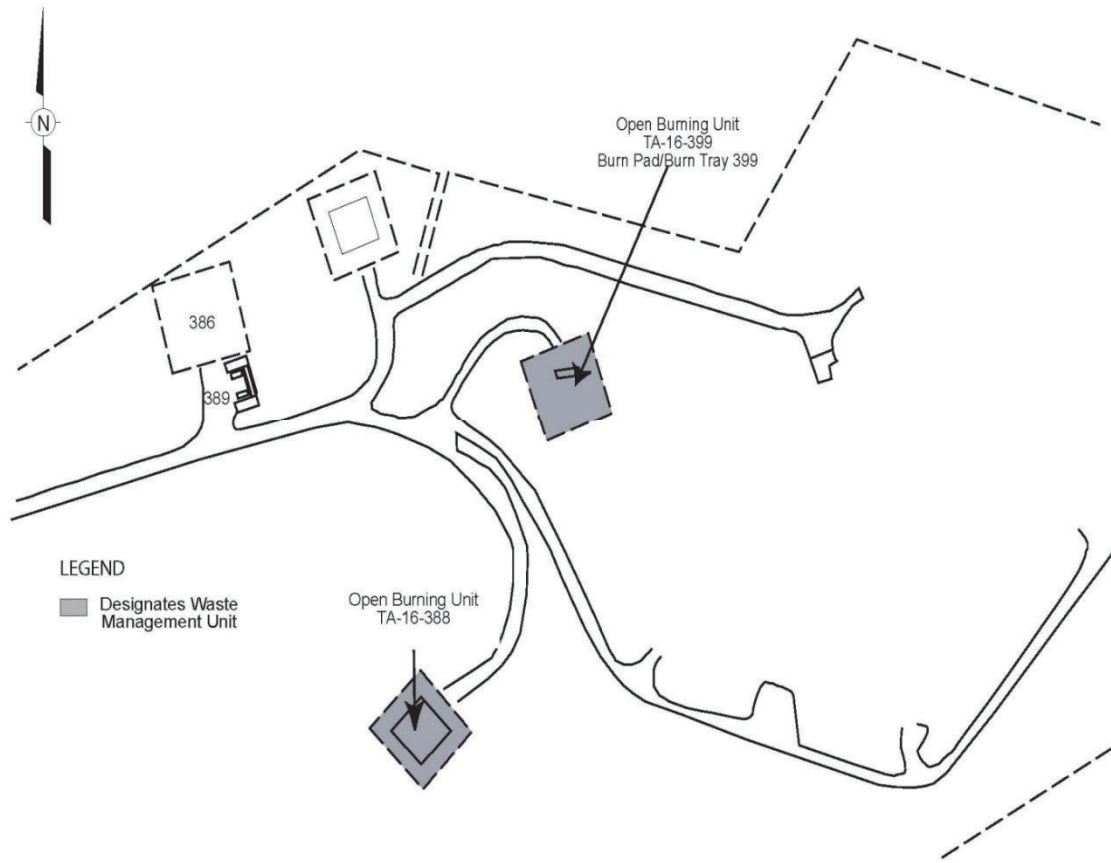 N
Open Burning Unit
TA-16-399
Burn Pad/Burn Tray 399
386
389
LEGEND
Designates Waste
Management Unit
Open Burning Unit
TA-16-388